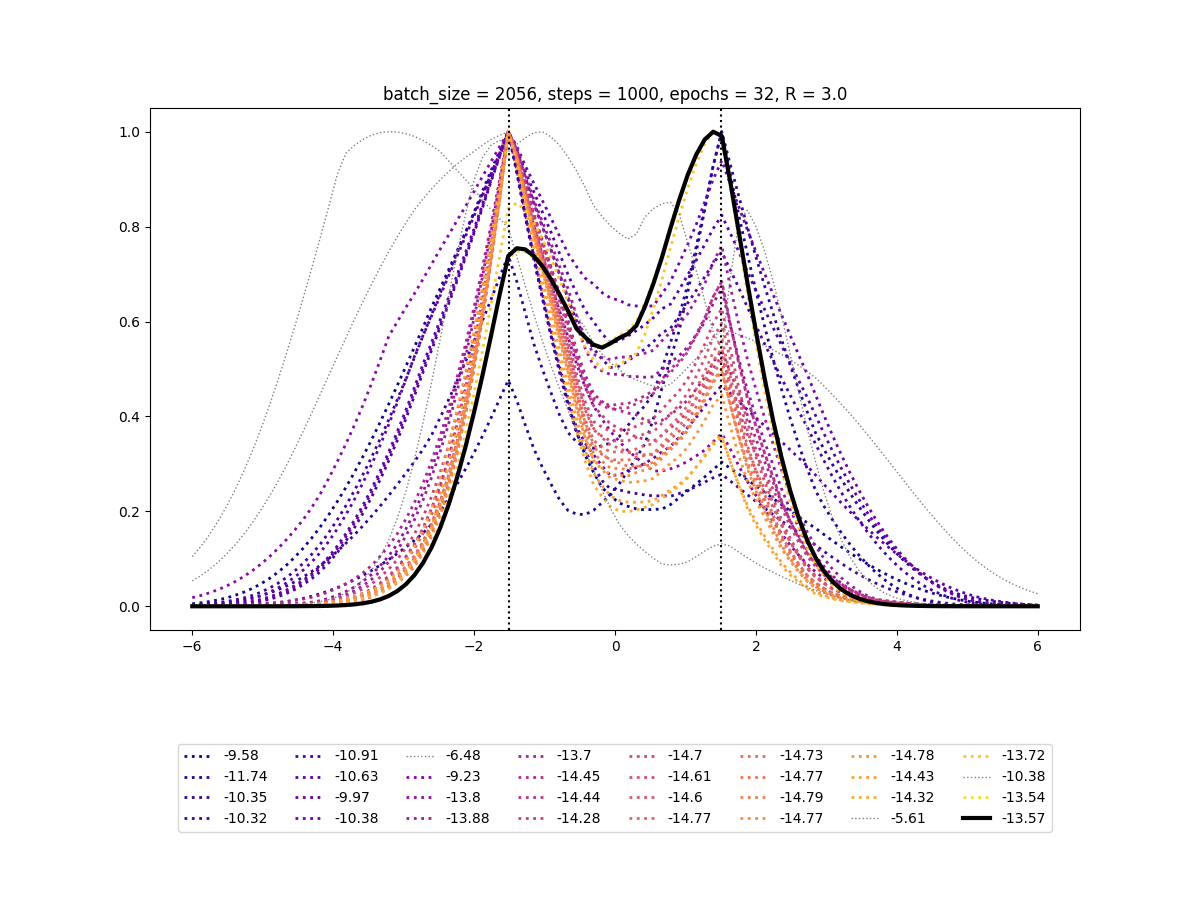 batch_size = 2056, steps = 1000, epochs = 32, R = 3.0
1.0
0.8
0.6
0.4
0.2
0.0
−6 −4 −2 0 2 4 6
-9.58 -10.91 -6.48 -13.7 -14.7 -14.73 -14.78 -13.72
-11.74 -10.63 -9.23 -14.45 -14.61 -14.77 -14.43 -10.38
-10.35 -9.97 -13.8 -14.44 -14.6 -14.79 -14.32 -13.54
-10.32 -10.38 -13.88 -14.28 -14.77 -14.77 -5.61 -13.57